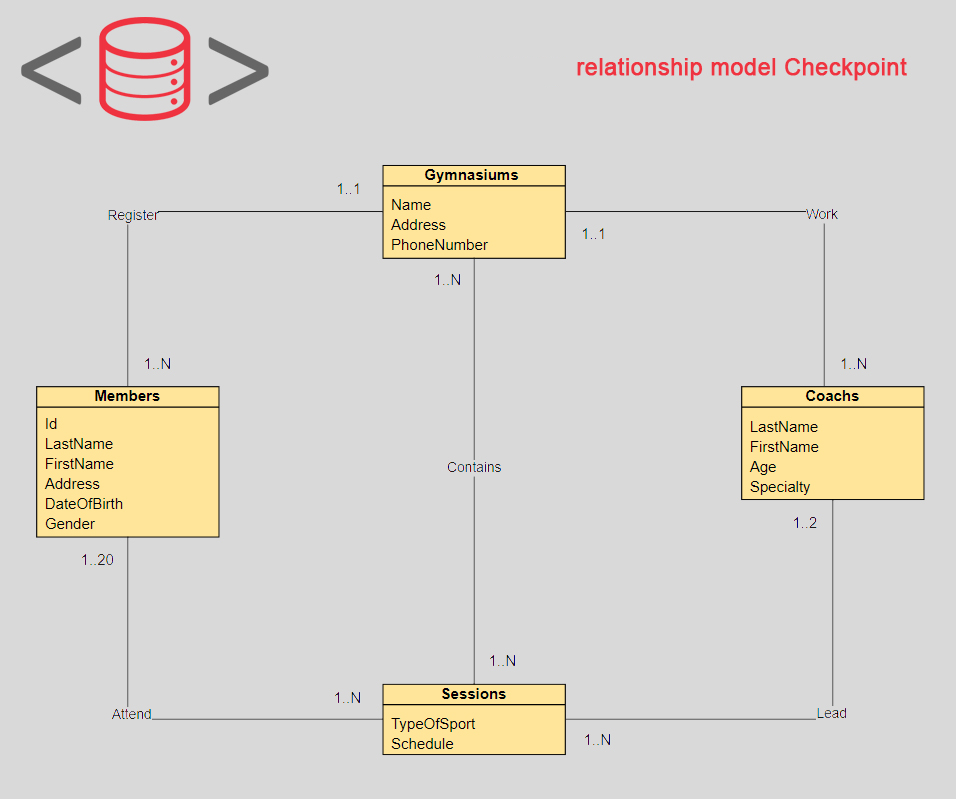 relationship model Checkpoint
Gymnasiums
Name
Address
PhoneNumber
1..1
Register
1..1
Work
1..N
1..N
1..N
Members
Id
LastName
FirstName
Address
DateOfBirth
Gender
Coachs
LastName
FirstName
Age
Specialty
Contains
1..20
1..2
1..N
1..N
Attend
Sessions
TypeOfSport
Schedule
Lead
1..N